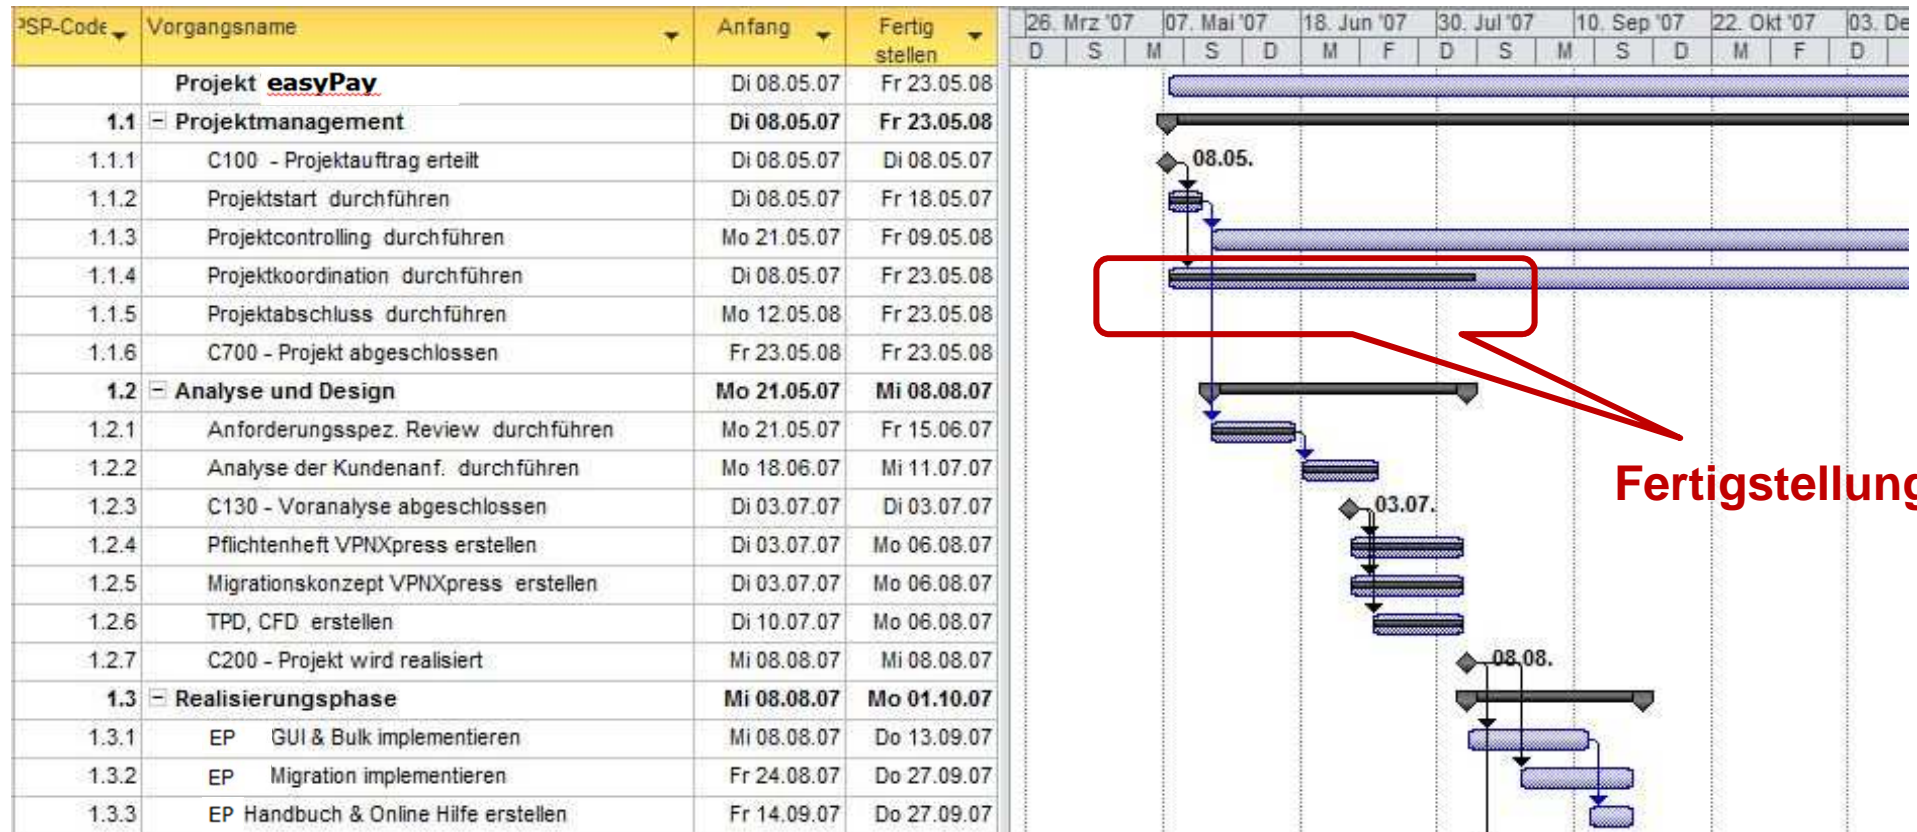 PSP-Code Vorgangsname Anfang Fertig stellen 26. Mrz '07 07. Mai '07 18. Jun '07 30. Jul '07 10. Sep '07 22. Okt '07 03. De
D S M S D M F D S M S D M F D
Projekt easyPay Di 08.05.07 Fr 23.05.08
1.1 Projektmanagement Di 08.05.07 Fr 23.05.08
1.1.1 C100 - Projektauftrag erteilt Di 08.05.07 Di 08.05.07 08.05.
1.1.2 Projektstart durchführen Di 08.05.07 Fr 18.05.07
1.1.3 Projektcontrolling durchführen Mo 21.05.07 Fr 09.05.08
1.1.4 Projektkoordination durchführen Di 08.05.07 Fr 23.05.08
1.1.5 Projektabschluss durchführen Mo 12.05.08 Fr 23.05.08
1.1.6 C700 - Projekt abgeschlossen Fr 23.05.08 Fr 23.05.08
1.2 Analyse und Design Mo 21.05.07 Mi 08.08.07
1.2.1 Anforderungsspez. Review durchführen Mo 21.05.07 Fr 15.06.07
1.2.2 Analyse der Kundenanf. durchführen Mo 18.06.07 Mi 11.07.07
Fertigstellung
1.2.3 C130 - Voranalyse abgeschlossen Di 03.07.07 Di 03.07.07 03.07.
1.2.4 Pflichtenheft VPNXpress erstellen Di 03.07.07 Mo 06.08.07
1.2.5 Migrationskonzept VPNXpress erstellen Di 03.07.07 Mo 06.08.07
1.2.6 TPD, CFD erstellen Di 10.07.07 Mo 06.08.07
1.2.7 C200 - Projekt wird realisiert Mi 08.08.07 Mi 08.08.07 08.08.
1.3 Realisierungsphase Mi 08.08.07 Mo 01.10.07
1.3.1 EP GUI & Bulk implementieren Mi 08.08.07 Do 13.09.07
1.3.2 EP Migration implementieren Fr 24.08.07 Do 27.09.07
1.3.3 EP Handbuch & Online Hilfe erstellen Fr 14.09.07 Do 27.09.07